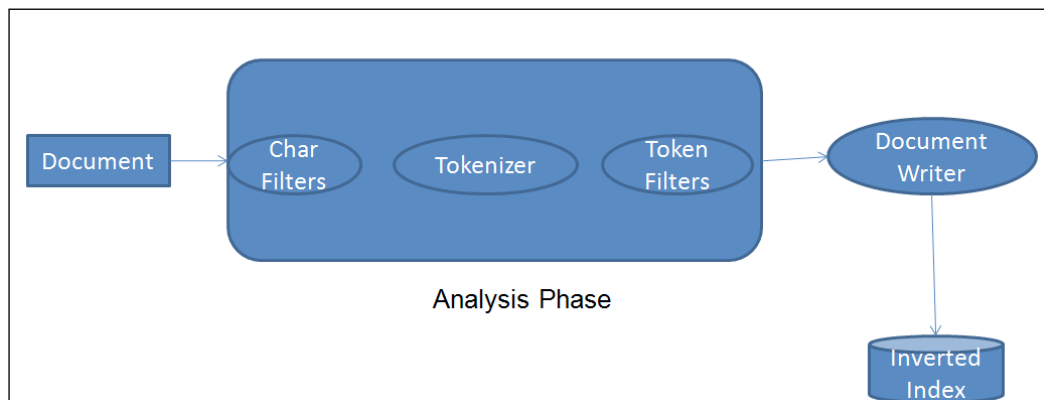 Document
Char
Filters
Tokenizer
Token
Filters
Document
Writer
Analysis Phase
Inverted
Index